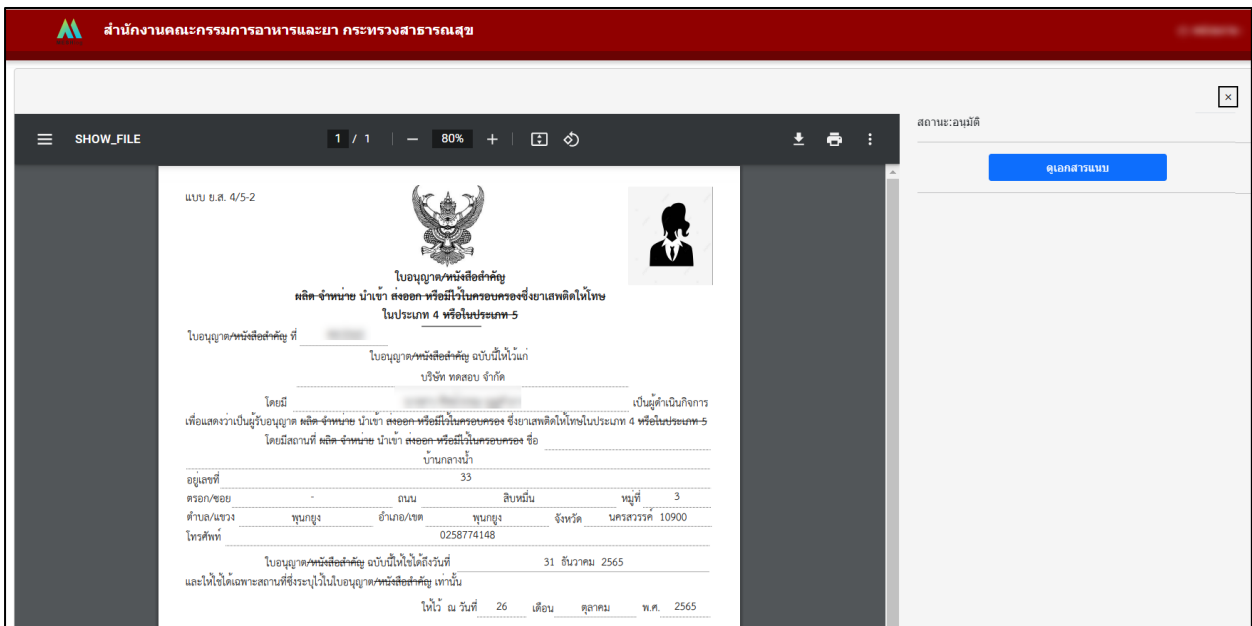 สำนักงานคณะกรรมการอาหารและยา กระทรวงสาธารณสุข
×
สถานะ:อนุมัติ
SHOW_FILE 1 / 1 80%
ดูเอกสารแนบ
แบบ ย.ส. 4/5-2
ใบอนุญาต/หนังสือสำคัญ
ผลิต จำหน่าย นำเข้า ส่งออก หรือมีไว้ในครอบครองซึ่งยาเสพติดให้โทษ
ในประเภท 4 หรือในประเภท 5
ใบอนุญาต/หนังสือสำคัญ ที่
ใบอนุญาต/หนังสือสำคัญ ฉบับนี้ให้ไว้แก่
บริษัท ทดสอบ จำกัด
โดยมี เป็นผู้ดำเนินกิจการ
เพื่อแสดงว่าเป็นผู้รับอนุญาต ผลิต จำหน่าย นำเข้า ส่งออก หรือมีไว้ในครอบครอง ซึ่งยาเสพติดให้โทษในประเภท 4 หรือในประเภท 5
โดยมีสถานที่ ผลิต จำหน่าย นำเข้า ส่งออก หรือมีไว้ในครอบครอง ชื่อ
บ้านกลางน้ำ
อยู่เลขที่ 33
ตรอก/ซอย - ถนน สิบหมื่น หมู่ที่ 3
ตำบล/แขวง พุนกยูง อำเภอ/เขต พุนกยูง จังหวัด นครสวรรค์ 10900
โทรศัพท์ 0258774148
ใบอนุญาต/หนังสือสำคัญ ฉบับนี้ให้ใช้ได้ถึงวันที่ 31 ธันวาคม 2565
และให้ใช้ได้เฉพาะสถานที่ซึ่งระบุไว้ในใบอนุญาต/หนังสือสำคัญ เท่านั้น
ให้ไว้ ณ วันที่ 26 เดือน ตุลาคม พ.ศ. 2565